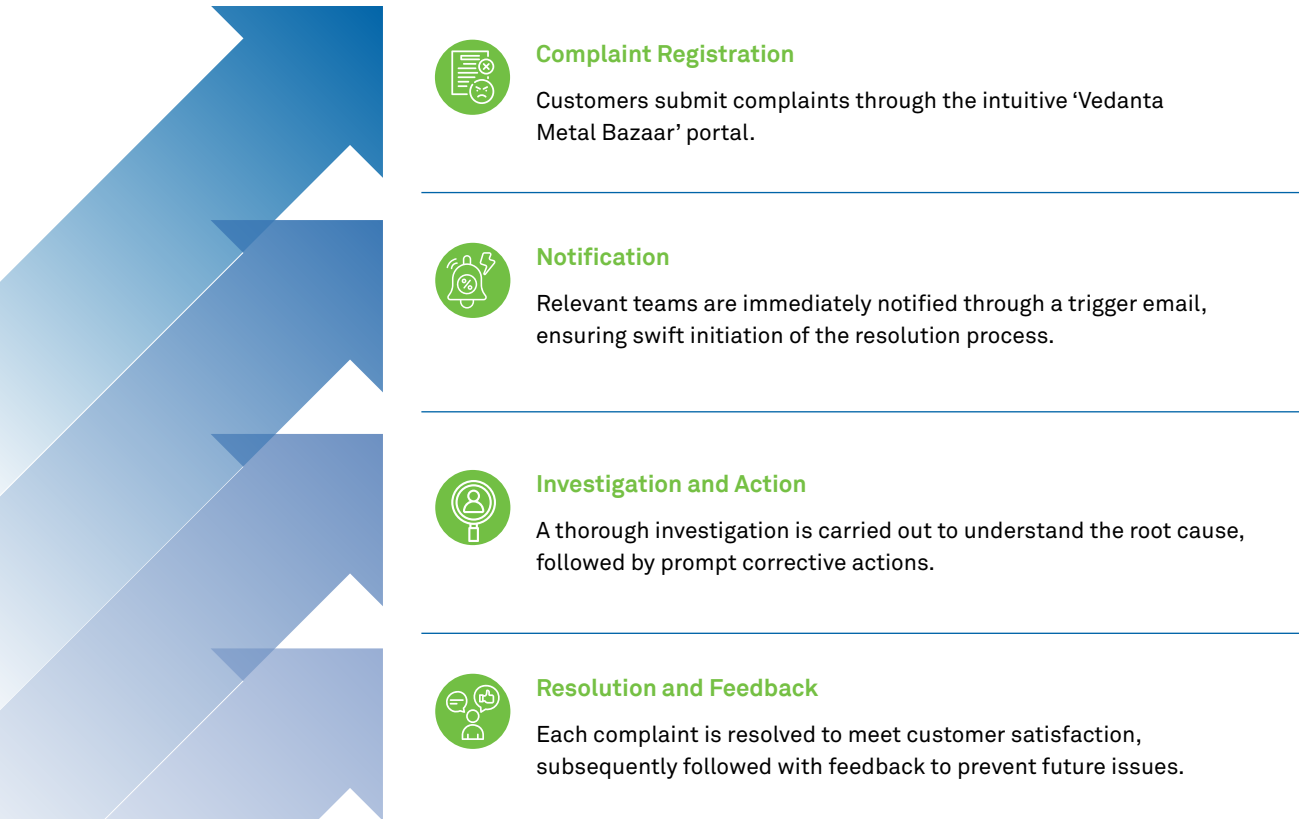 Complaint Registration
Customers submit complaints through the intuitive ‘Vedanta
Metal Bazaar’ portal.
Notification
Relevant teams are immediately notified through a trigger email,
ensuring swift initiation of the resolution process.
Investigation and Action
A thorough investigation is carried out to understand the root cause,
followed by prompt corrective actions.
Resolution and Feedback
Each complaint is resolved to meet customer satisfaction,
subsequently followed with feedback to prevent future issues.